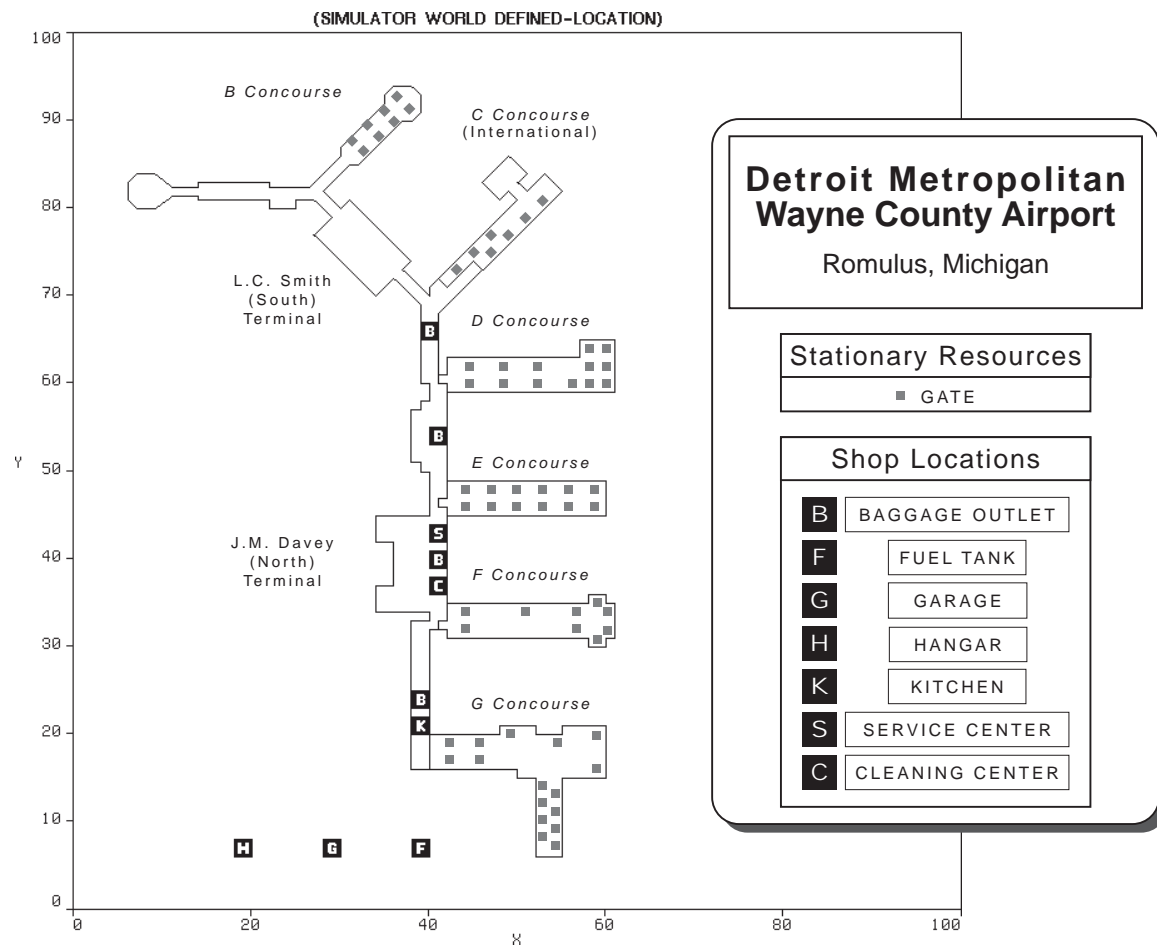 (SIMULATOR WORLD DEFINED-LOCATION)
100
90
80
70
60
50
40
30
20
10
0
Y
0
20
40
60
80
100
X
B Concourse
C Concourse
(International)
L.C. Smith
(South)
Terminal
B
D Concourse
B
E Concourse
S
B
C
J.M. Davey
(North)
Terminal
F Concourse
B
K
G Concourse
H
G
F
Detroit Metropolitan
Wayne County Airport
Romulus, Michigan
Stationary Resources
GATE
Shop Locations
B BAGGAGE OUTLET
F FUEL TANK
G GARAGE
H HANGAR
K KITCHEN
S SERVICE CENTER
C CLEANING CENTER